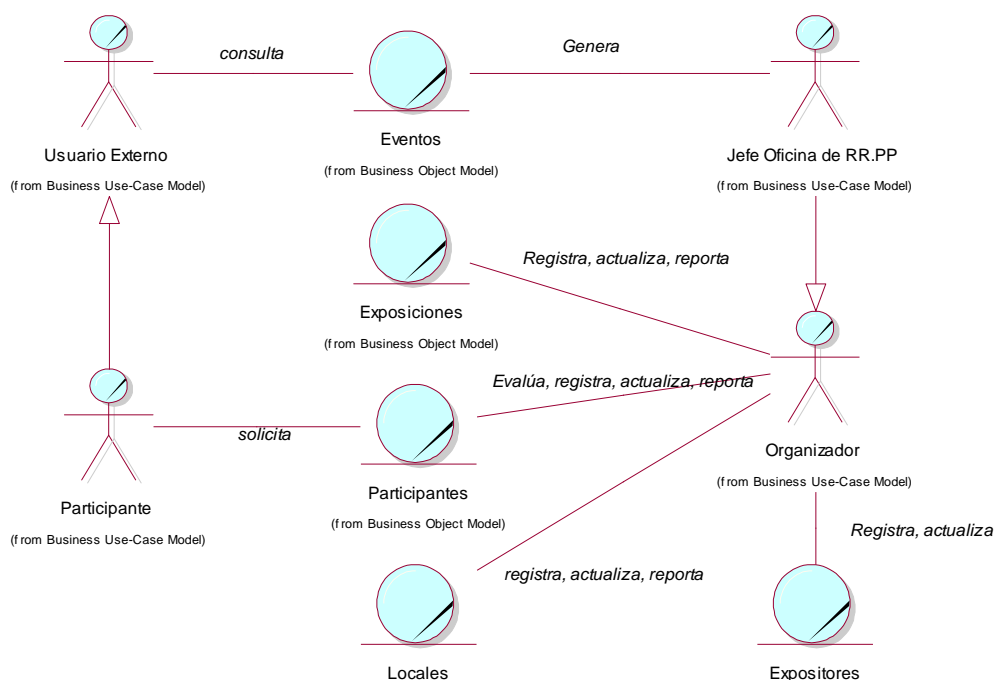 consulta
Genera
Usuario Externo
(from Business Use-Case Model)
Eventos
(from Business Object Model)
Jefe Oficina de RR.PP
(from Business Use-Case Model)
Registra, actualiza, reporta
Exposiciones
(from Business Object Model)
Evalúa, registra, actualiza, reporta
solicita
Organizador
(from Business Use-Case Model)
Participante
(from Business Use-Case Model)
Participantes
(from Business Object Model)
Registra, actualiza
registra, actualiza, reporta
Locales
Expositores